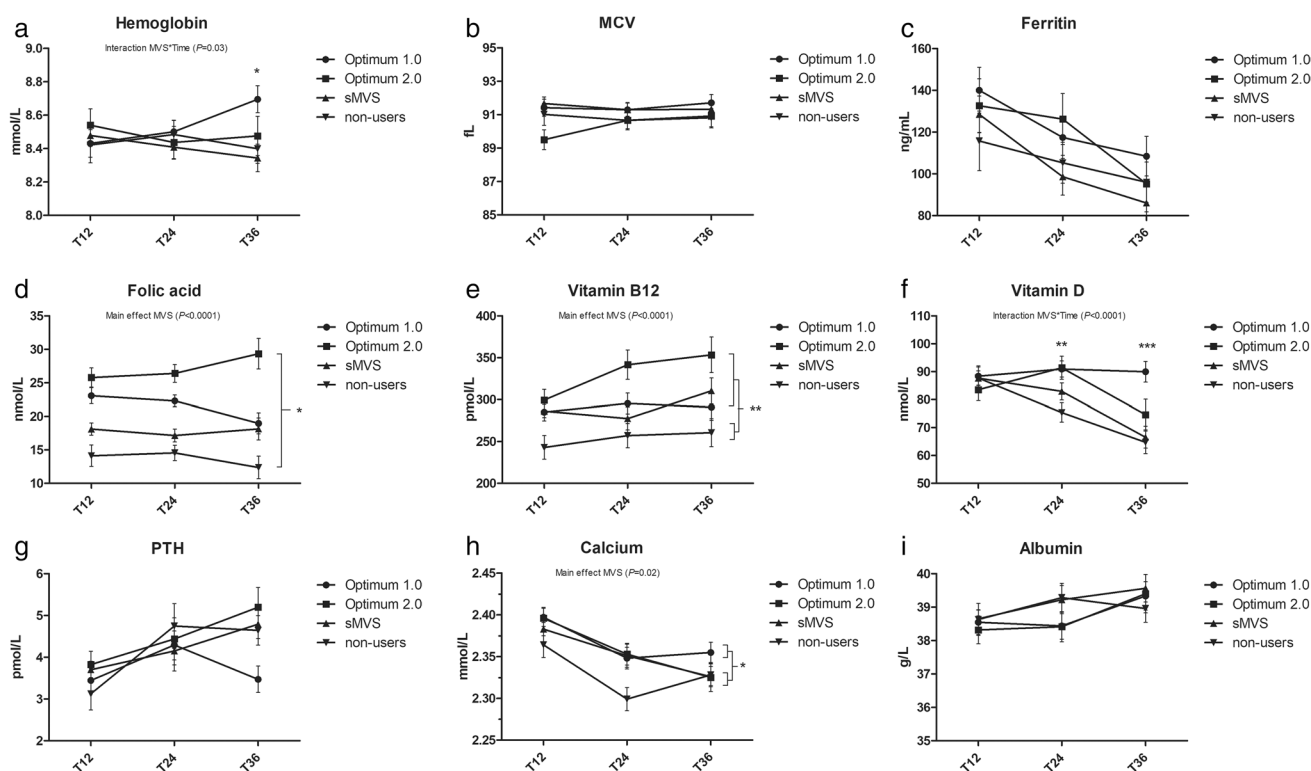 a
Hemoglobin
Interaction MVS*Time (P=0.03)
*
mmol/L
9.0
8.8
8.6
8.4
8.2
8.0
T12
T24
T36
Optimum 1.0
Optimum 2.0
sMVS
non-users
b
MCV
fL
95
93
91
89
87
85
T12
T24
T36
Optimum 1.0
Optimum 2.0
sMVS
non-users
c
Ferritin
ng/mL
160
140
120
100
80
T12
T24
T36
Optimum 1.0
Optimum 2.0
sMVS
non-users
d
Folic acid
Main effect MVS (P<0.0001)
nmol/L
35
30
25
20
15
10
*
T12
T24
T36
Optimum 1.0
Optimum 2.0
sMVS
non-users
e
Vitamin B12
Main effect MVS (P<0.0001)
pmol/L
400
350
300
250
200
**
T12
T24
T36
Optimum 1.0
Optimum 2.0
sMVS
non-users
f
Vitamin D
Interaction MVS*Time (P<0.0001)
**
***
nmol/L
110
100
90
80
70
60
50
T12
T24
T36
Optimum 1.0
Optimum 2.0
sMVS
non-users
g
PTH
pmol/L
6
5
4
3
2
T12
T24
T36
Optimum 1.0
Optimum 2.0
sMVS
non-users
h
Calcium
Main effect MVS (P=0.02)
mmol/L
2.45
2.40
2.35
2.30
2.25
*
T12
T24
T36
Optimum 1.0
Optimum 2.0
sMVS
non-users
i
Albumin
g/L
40
39
38
37
36
35
T12
T24
T36
Optimum 1.0
Optimum 2.0
sMVS
non-users